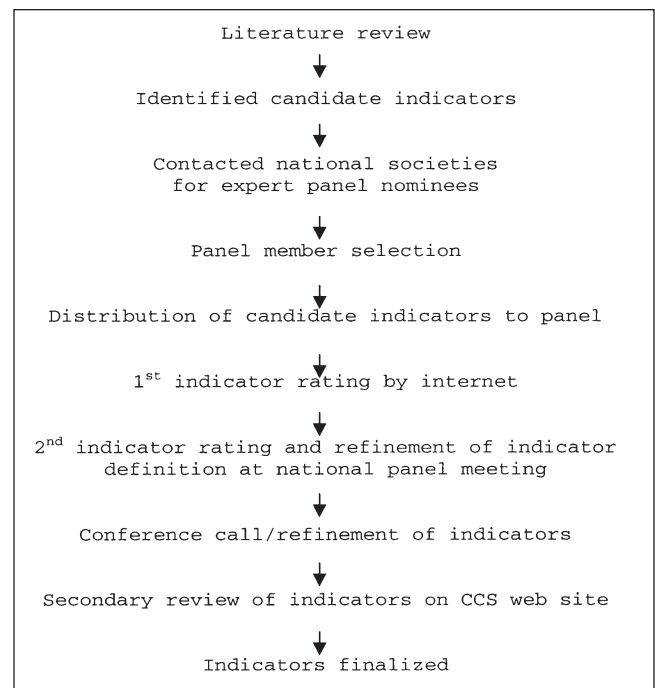 Literature review
Identified candidate indicators
Contacted national societies
for expert panel nominees
Panel member selection
Distribution of candidate indicators to panel
1st indicator rating by internet
2nd indicator rating and refinement of indicator
definition at national panel meeting
Conference call/refinement of indicators
Secondary review of indicators on CCS web site
Indicators finalized